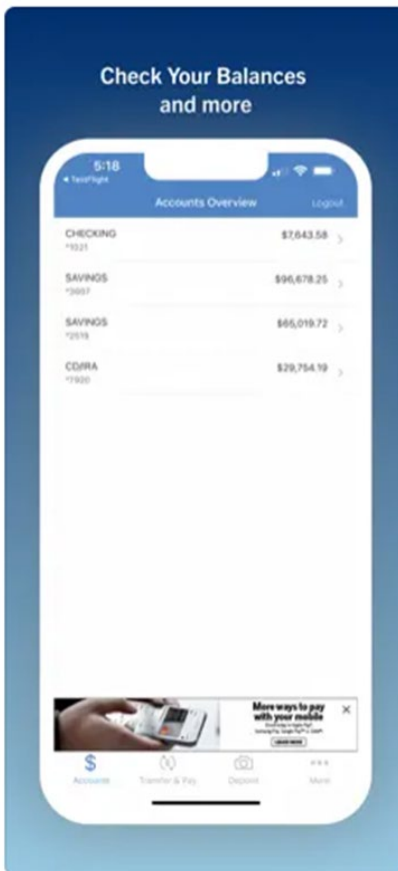 Check Your Balances
and more
5:18
◂ TestFlight
Accounts Overview
Logout
CHECKING
$7,643.58
*1021
SAVINGS
$96,678.25
SAVINGS
$65,019.72
*2519
CD/IRA
$29,754.19
*7920
More ways to pay
with your mobile
LEARN MORE
Accounts
Transfer & Pay
Deposit
More